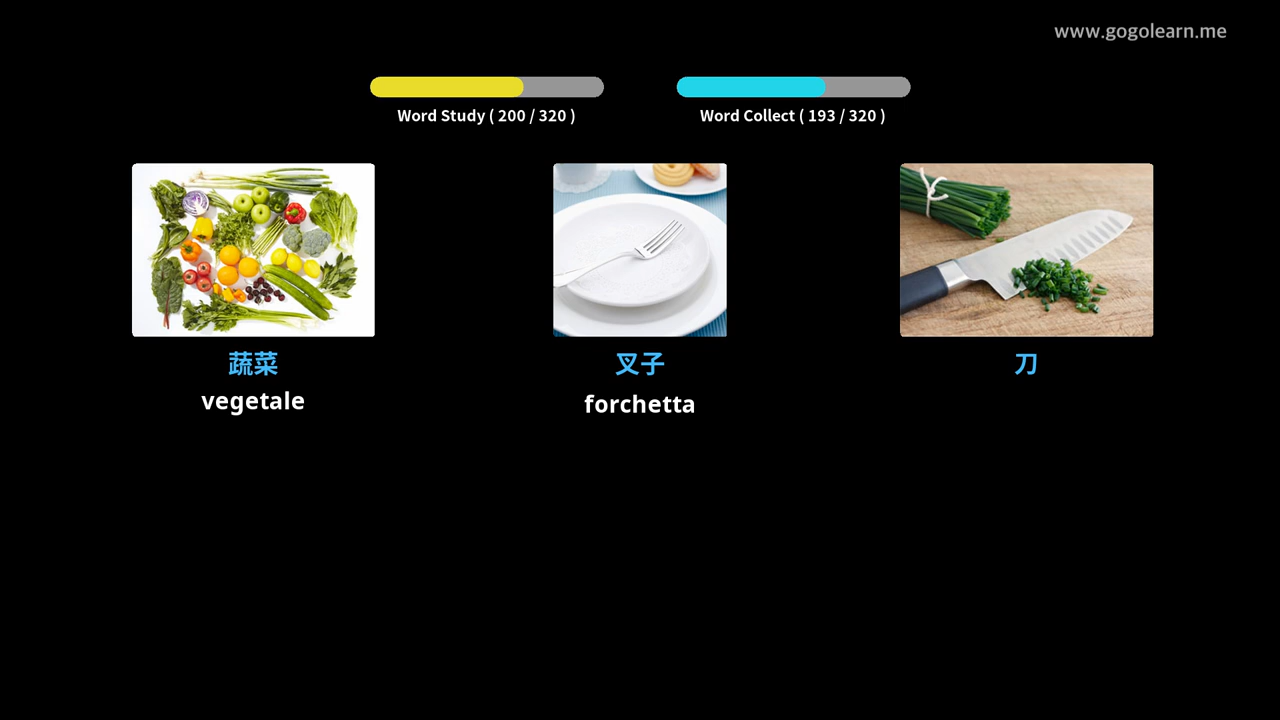 www.gogolearn.me
Word Study ( 200 / 320 )
Word Collect ( 193 / 320 )
蔬菜
叉子
刀
vegetale
forchetta